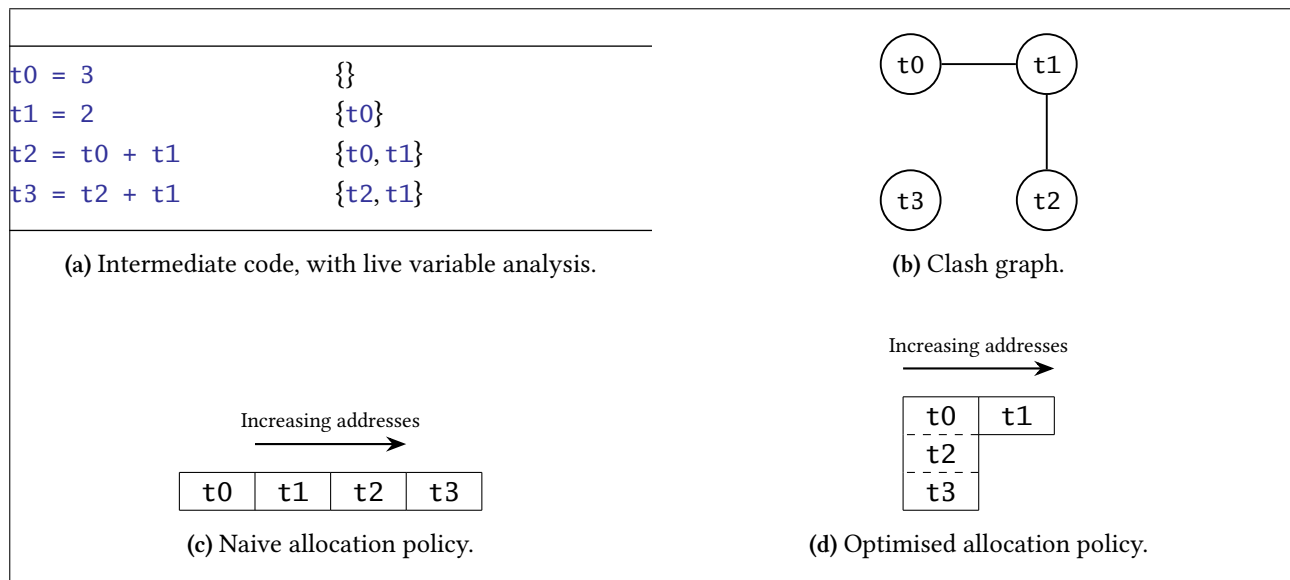 t0 = 3 {}
t1 = 2 {t0}
t2 = t0 + t1 {t0, t1}
t3 = t2 + t1 {t2, t1}
(a) Intermediate code, with live variable analysis.
t0 t1
t3 t2
(b) Clash graph.
Increasing addresses
t0 t1 t2 t3
(c) Naive allocation policy.
Increasing addresses
t0 t1
t2
t3
(d) Optimised allocation policy.